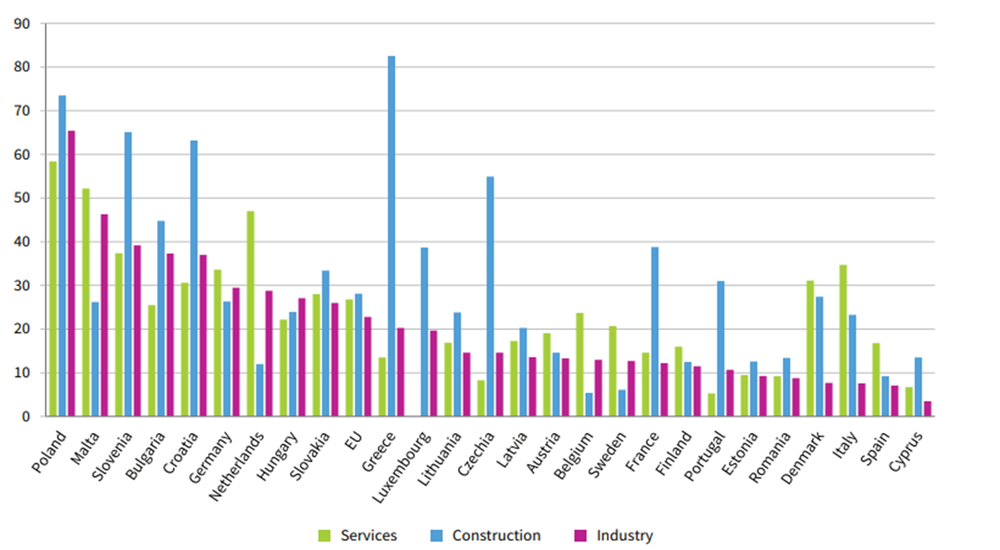 90
80
70
60
50
40
30
20
10
0
Poland
Malta
Slovenia
Bulgaria
Croatia
Germany
Netherlands
Hungary
Slovakia
EU
Greece
Luxembourg
Lithuania
Czechia
Latvia
Austria
Belgium
Sweden
France
Finland
Portugal
Estonia
Romania
Denmark
Italy
Spain
Cyprus
Services Construction Industry